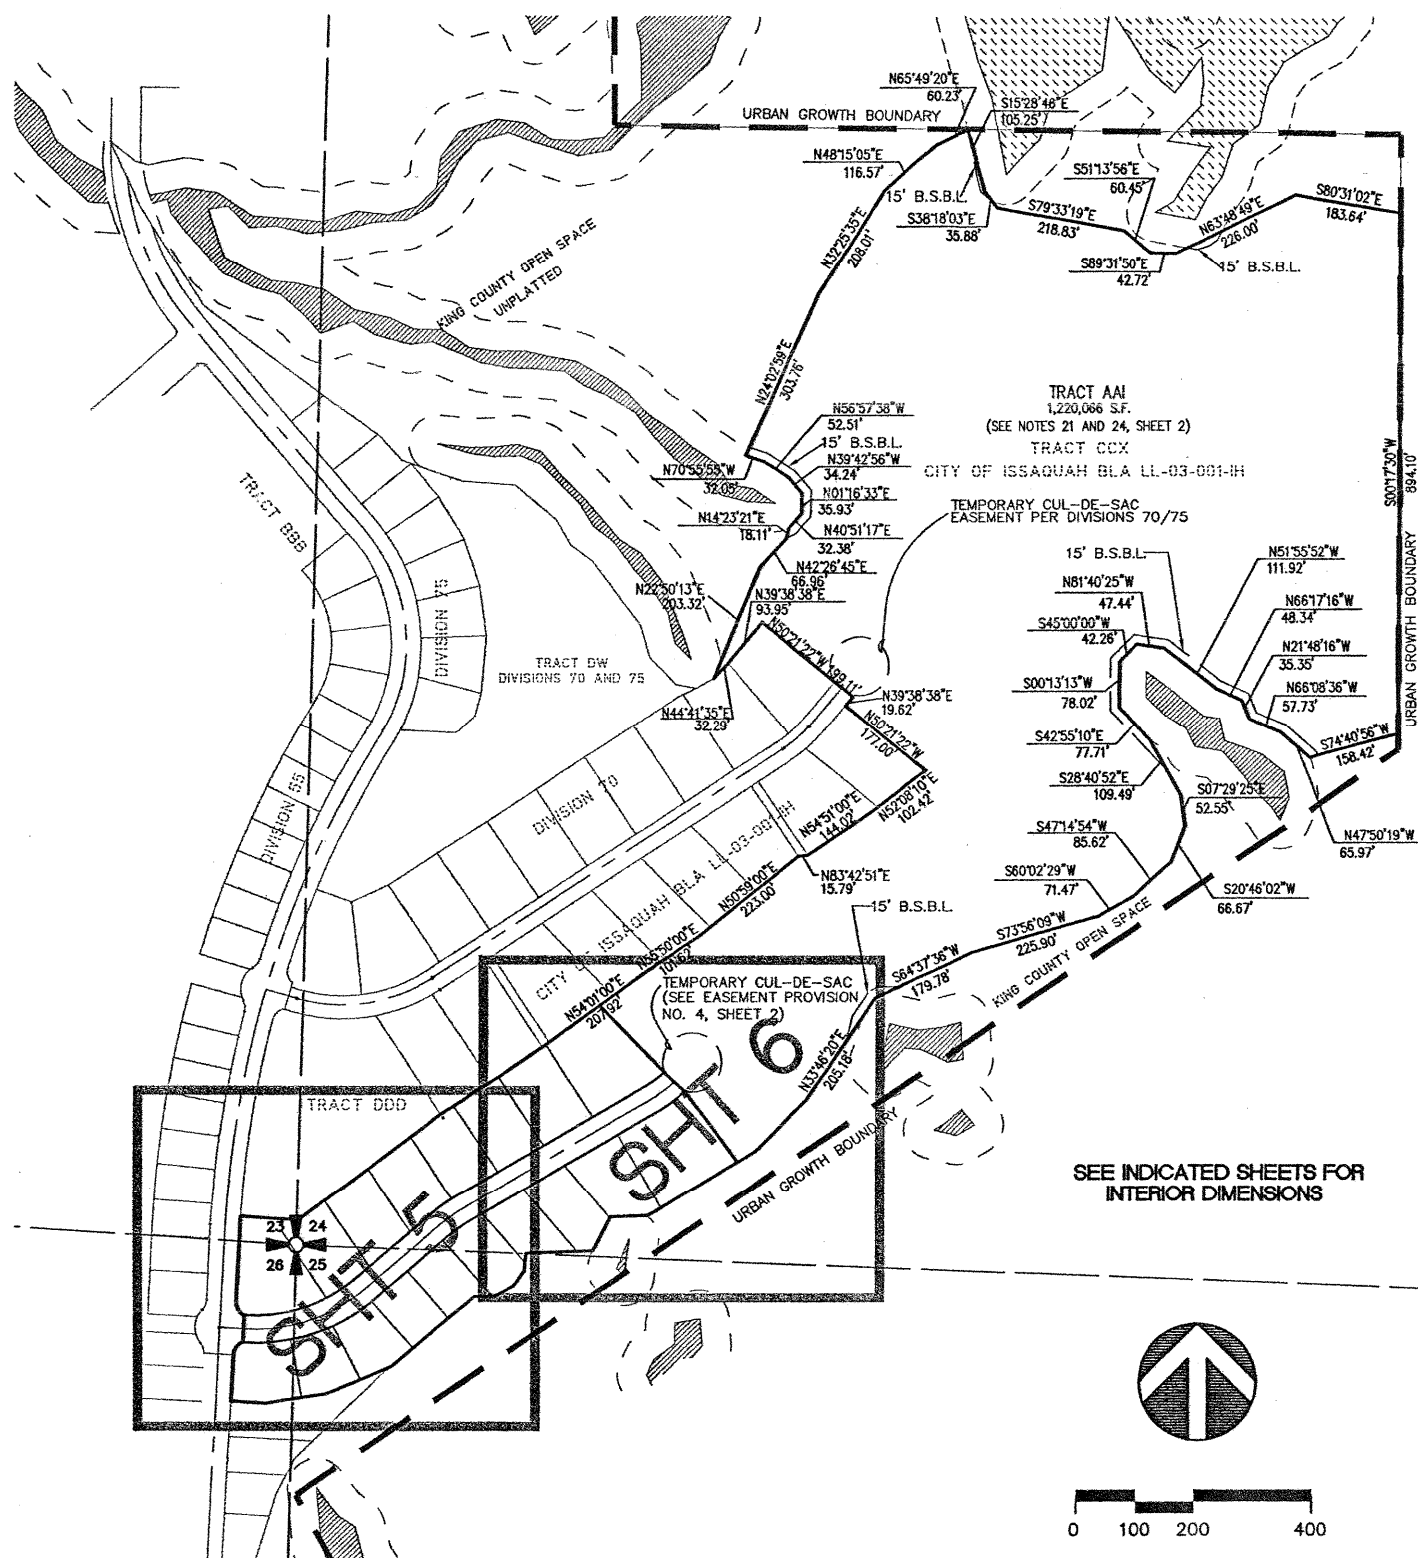 N65°49'20"E
60.23'
S15°28'46"E
105.25'
URBAN GROWTH BOUNDARY
N48°15'05"E
116.57'
S51°13'56"E
60.45'
15' B.S.B.L.
S38°18'03"E
35.88'
S79°33'19"E
218.83'
N63°48'49"E
226.00'
S80°31'02"E
183.64'
S89°31'50"E
42.72'
15' B.S.B.L.
N32°25'35"E
208.01'
KING COUNTY OPEN SPACE
UNPLATTED
N24°02'59"E
303.76'
TRACT AAI
1,220,066 S.F.
(SEE NOTES 21 AND 24, SHEET 2)
TRACT CCX
CITY OF ISSAQUAH BLA LL-03-001-IH
S00°17'30"W
894.10'
N56°57'38"W
52.51'
15' B.S.B.L.
N39°42'56"W
34.24'
N70°55'55"W
32.05'
N01°16'33"E
35.93'
N14°23'21"E
18.11'
N40°51'17"E
32.38'
TEMPORARY CUL-DE-SAC
EASEMENT PER DIVISIONS 70/75
TRACT BBB
DIVISION 75
N42°26'45"E
66.96'
N22°50'13"E
203.32'
N39°38'38"E
93.95'
15' B.S.B.L.
N51°55'52"W
111.92'
N81°40'25"W
47.44'
N66°17'16"W
48.34'
S45°00'00"W
42.26'
N21°48'16"W
35.35'
N50°21'22"W
199.11'
TRACT DW
DIVISIONS 70 AND 75
S00°13'13"W
78.02'
N66°08'36"W
57.73'
URBAN GROWTH BOUNDARY
N39°38'38"E
19.62'
N44°41'35"E
32.29'
S42°55'10"E
77.71'
S74°40'56"W
158.42'
N50°21'22"W
177.00'
S28°40'52"E
109.49'
S07°29'25"E
52.55'
DIVISION 55
DIVISION 70
N54°51'00"E
144.02'
N52°08'10"E
102.42'
S47°14'54"W
85.62'
N47°50'19"W
65.97'
N83°42'51"E
15.79'
S60°02'29"W
71.47'
S20°46'02"W
66.67'
CITY OF ISSAQUAH BLA LL-03-001-IH
N50°59'00"E
223.00'
15' B.S.B.L.
S73°56'09"W
225.90'
N56°50'00"E
101.62'
S64°37'36"W
179.78'
KING COUNTY OPEN SPACE
N54°01'00"E
207.92'
TEMPORARY CUL-DE-SAC
(SEE EASEMENT PROVISION
NO. 4, SHEET 2)
SHT 6
N33°46'20"E
205.18'
TRACT DDD
URBAN GROWTH BOUNDARY
SEE INDICATED SHEETS FOR
INTERIOR DIMENSIONS
23 24
26 25
SHT 5
0 100 200 400